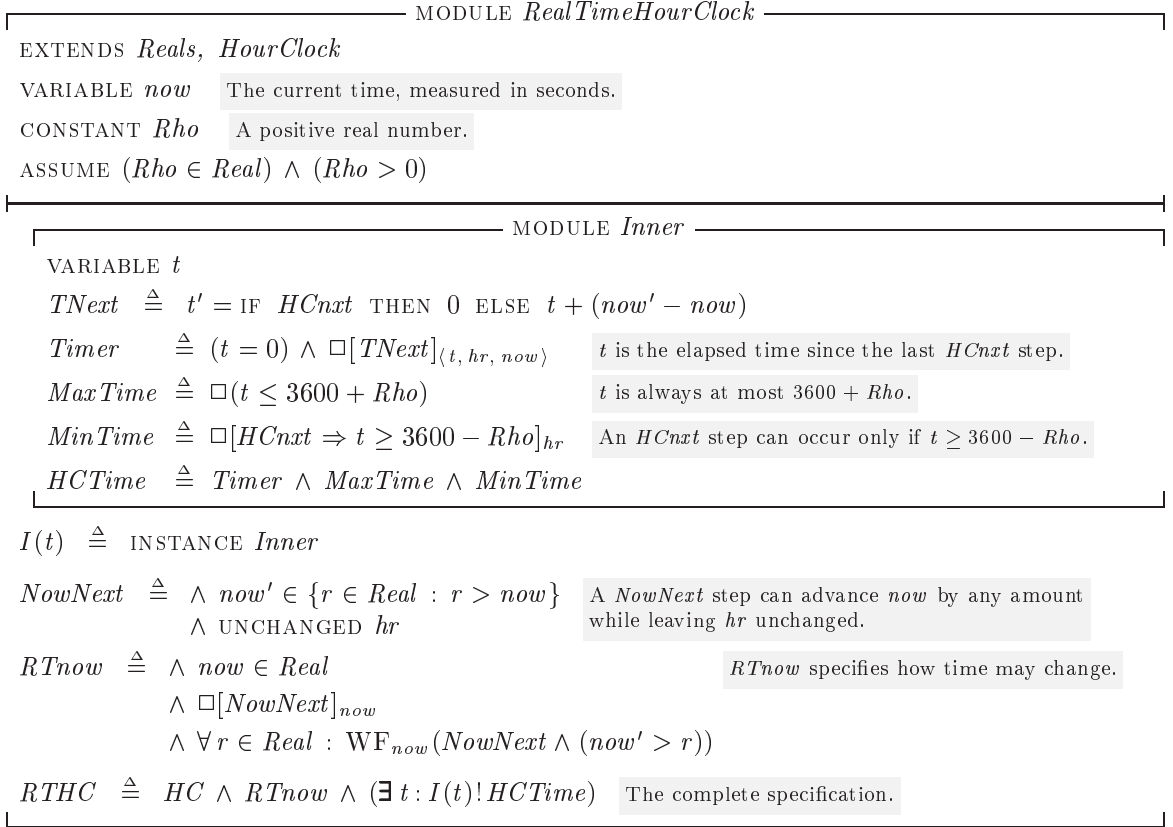 MODULE RealTimeHourClock
EXTENDS Reals, HourClock
VARIABLE now The current time, measured in seconds.
CONSTANT Rho A positive real number.
ASSUME (Rho ∈ Real) ∧ (Rho > 0)
MODULE Inner
VARIABLE t
TNext ≜ t′ = IF HCnxt THEN 0 ELSE t + (now′ − now)
Timer ≜ (t = 0) ∧ □[TNext]⟨t, hr, now⟩ t is the elapsed time since the last HCnxt step.
MaxTime ≜ □(t ≤ 3600 + Rho) t is always at most 3600 + Rho.
MinTime ≜ □[HCnxt ⇒ t ≥ 3600 − Rho]hr An HCnxt step can occur only if t ≥ 3600 − Rho.
HCTime ≜ Timer ∧ MaxTime ∧ MinTime
I(t) ≜ INSTANCE Inner
NowNext ≜ ∧ now′ ∈ {r ∈ Real : r > now} A NowNext step can advance now by any amount
∧ UNCHANGED hr while leaving hr unchanged.
RTnow ≜ ∧ now ∈ Real RTnow specifies how time may change.
∧ □[NowNext]now
∧ ∀ r ∈ Real : WFnow(NowNext ∧ (now′ > r))
RTHC ≜ HC ∧ RTnow ∧ (∃ t : I(t)!HCTime) The complete specification.